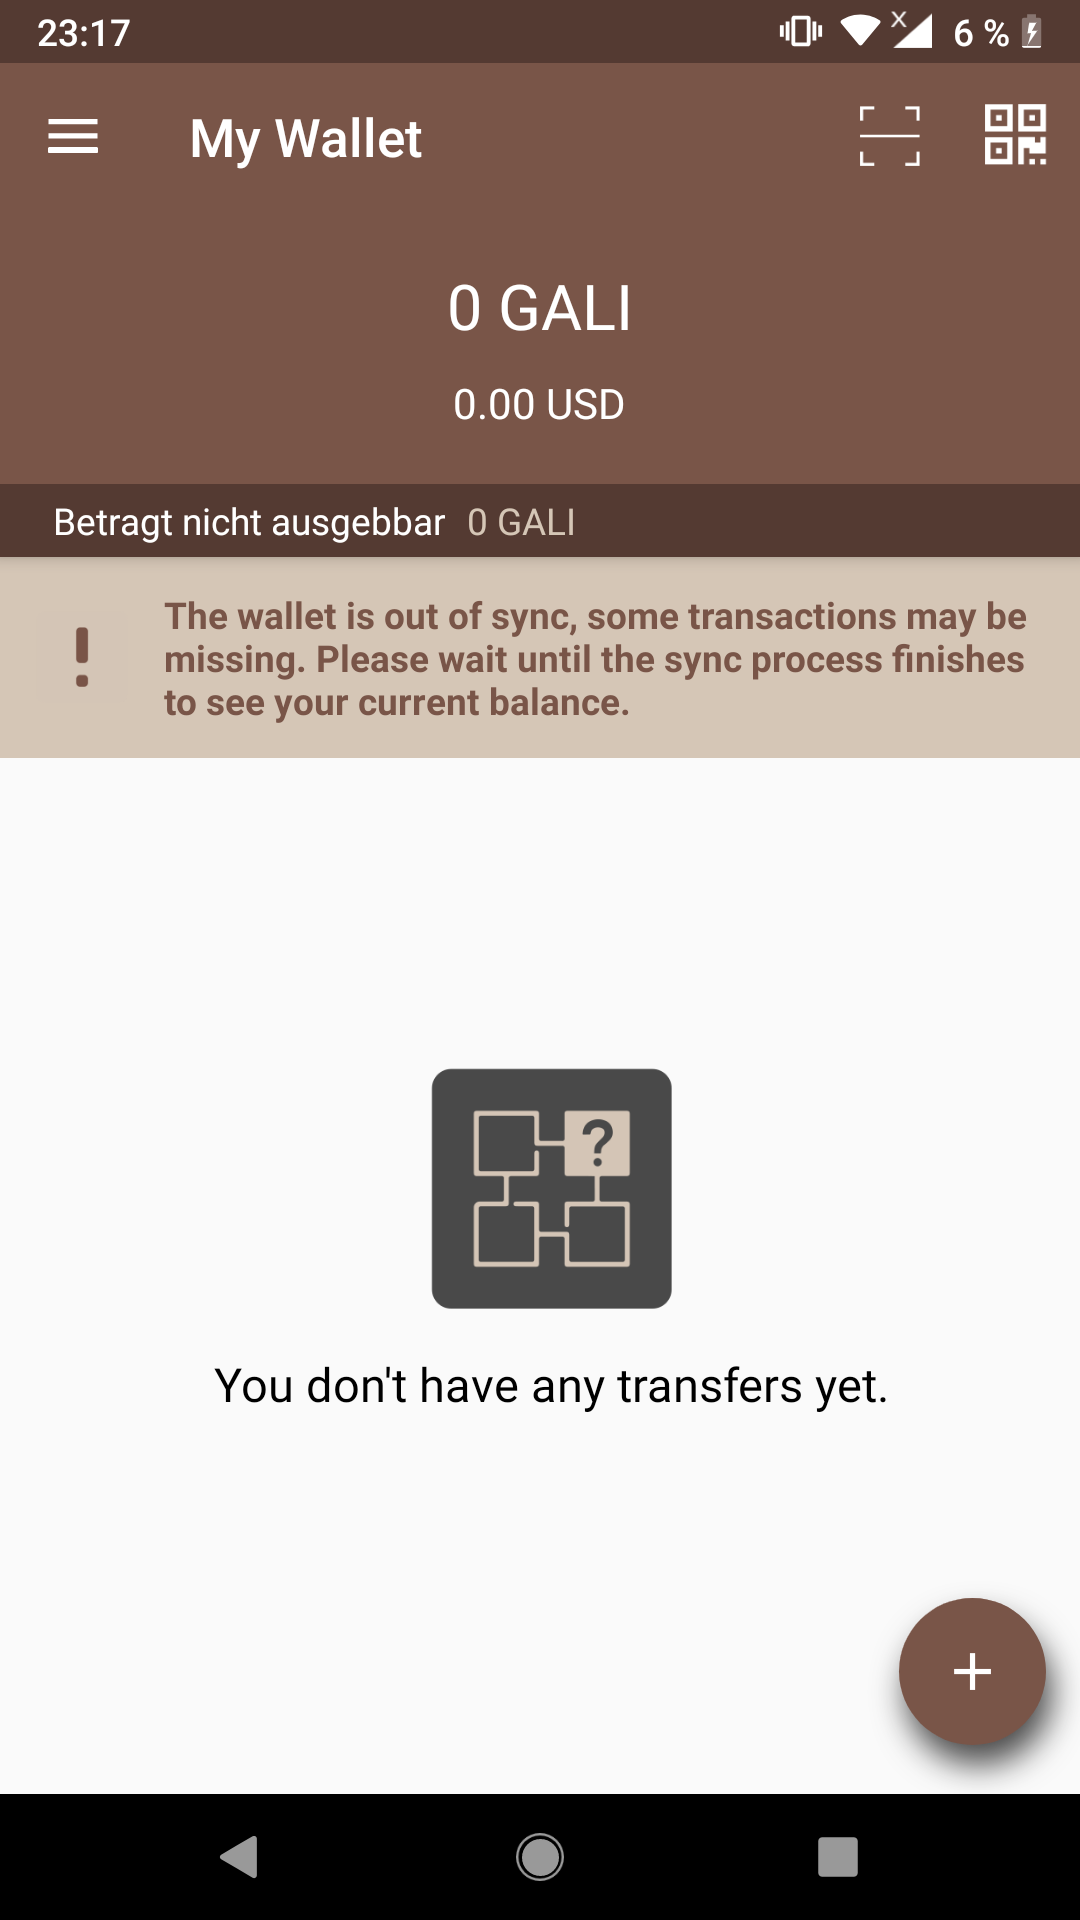 23:17 6 %
My Wallet
0 GALI
0.00 USD
Betragt nicht ausgebbar 0 GALI
The wallet is out of sync, some transactions may be
missing. Please wait until the sync process finishes
to see your current balance.
?
You don't have any transfers yet.
+